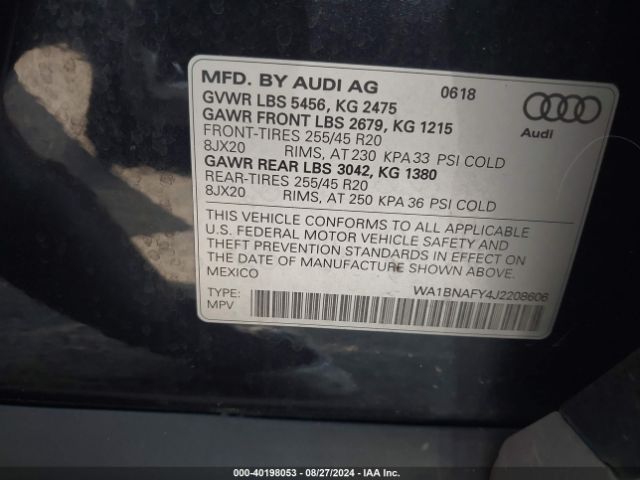 MFD. BY AUDI AG 0618
GVWR LBS 5456, KG 2475
GAWR FRONT LBS 2679, KG 1215
FRONT-TIRES 255/45 R20
8JX20 RIMS, AT 230 KPA 33 PSI COLD
GAWR REAR LBS 3042, KG 1380
REAR-TIRES 255/45 R20
8JX20 RIMS, AT 250 KPA 36 PSI COLD
Audi
THIS VEHICLE CONFORMS TO ALL APPLICABLE
U.S. FEDERAL MOTOR VEHICLE SAFETY AND
THEFT PREVENTION STANDARDS IN EFFECT ON
THE DATE OF MANUFACTURE SHOWN ABOVE.
MEXICO
TYPE: WA1BNAFY4J2208606
MPV
000-40198053 - 08/27/2024 - IAA Inc.